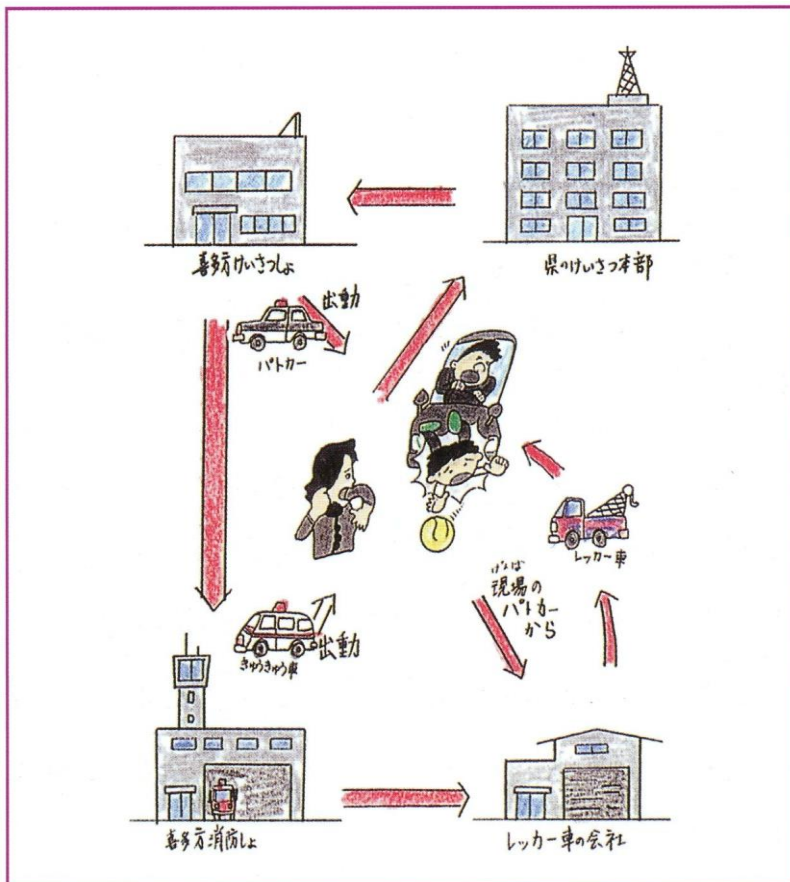 喜多方けいさつしょ
県のけいさつ本部
出動
パトカー
レッカー車
げんば
現場の
パトカー
から
きゅうきゅう車
出動
喜多方消防しょ
レッカー車の会社